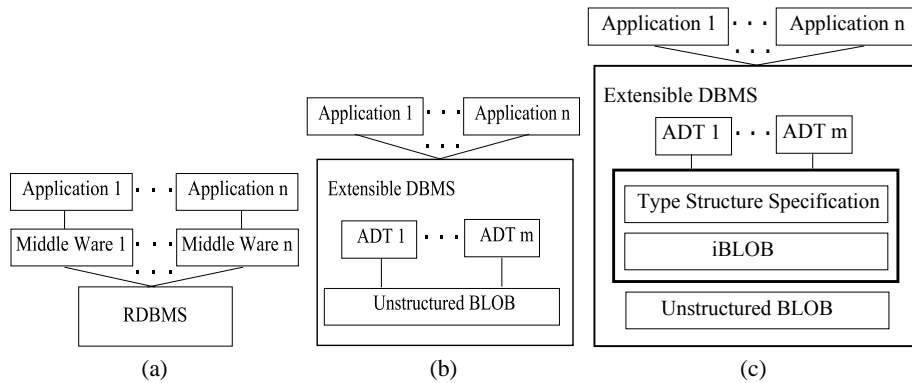 Application 1 · · · Application n
· · ·
Middle Ware 1 · · · Middle Ware n
· · ·
RDBMS
(a)
Application 1 · · · Application n
· · ·
Extensible DBMS
ADT 1 · · · ADT m
Unstructured BLOB
(b)
Application 1 · · · Application n
· · ·
Extensible DBMS
ADT 1 · · · ADT m
Type Structure Specification
iBLOB
Unstructured BLOB
(c)